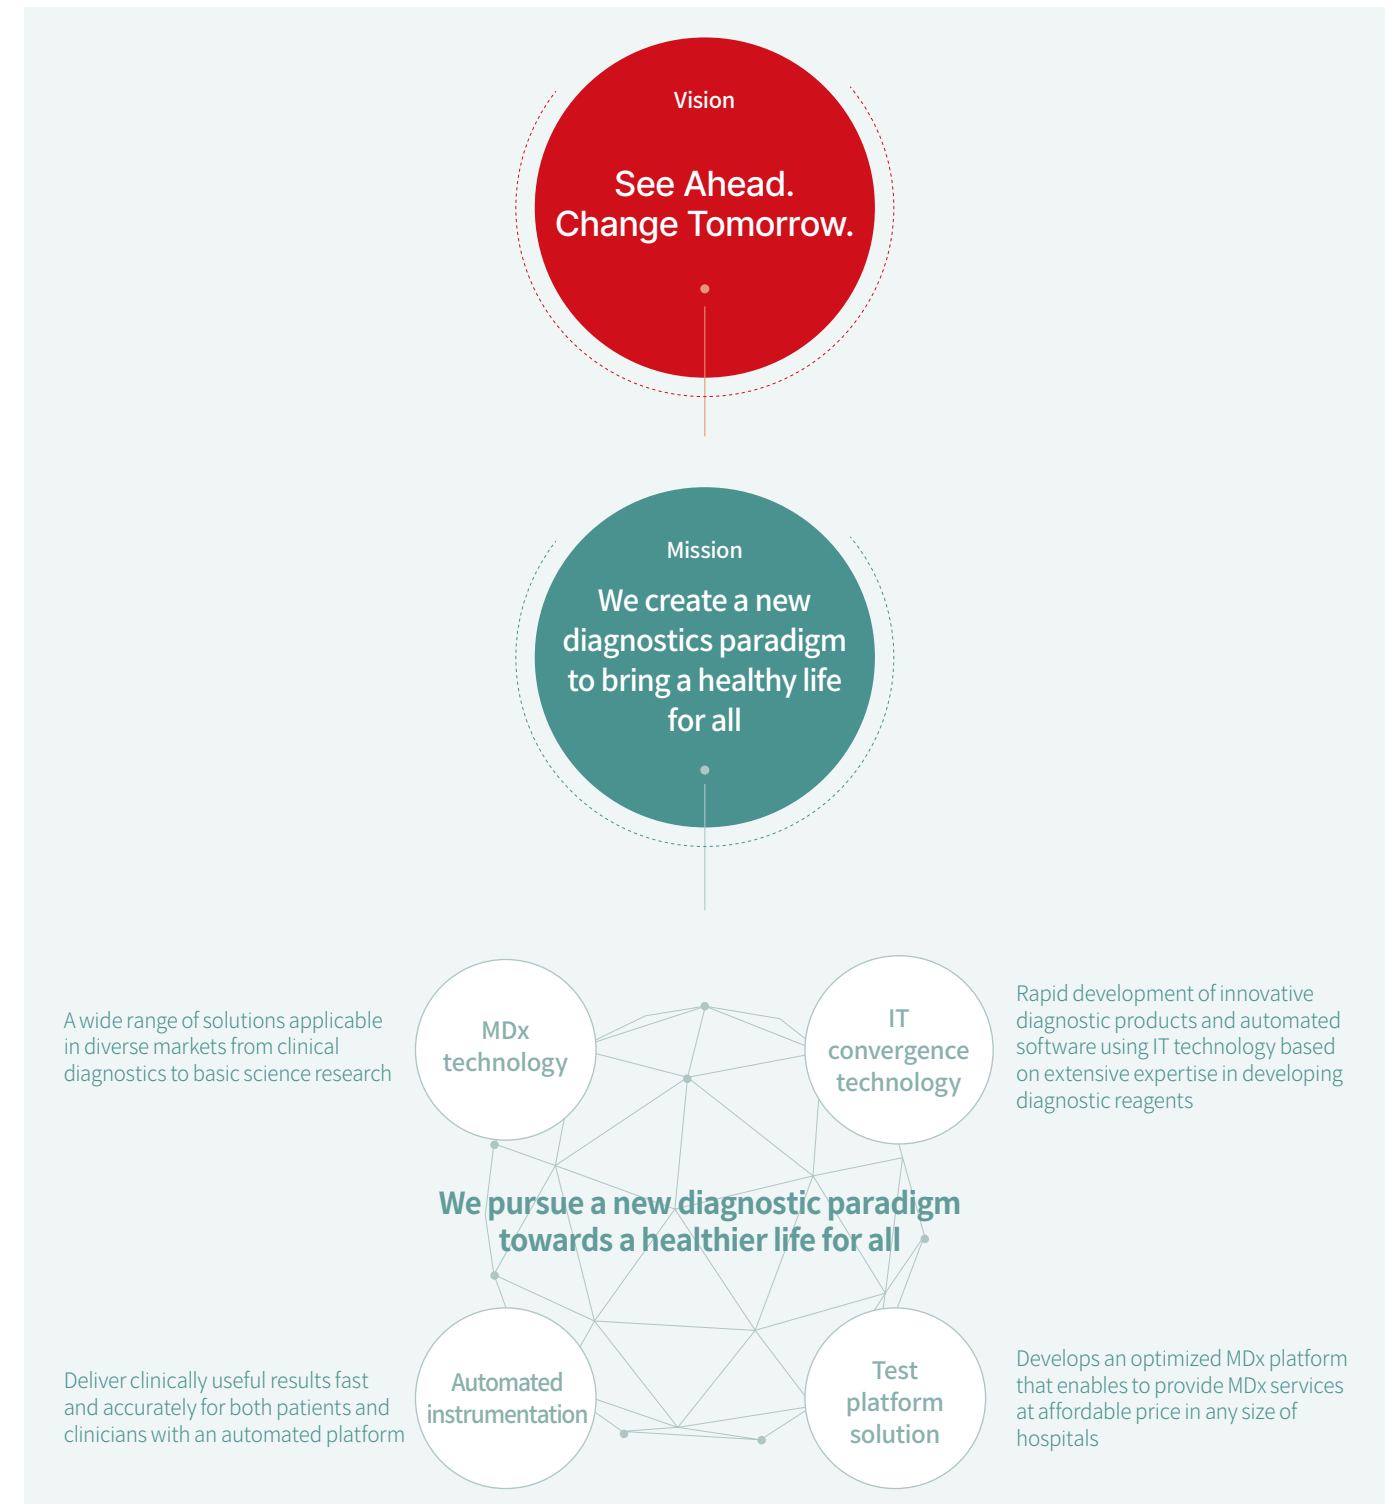 Vision
See Ahead.
Change Tomorrow.
Mission
We create a new
diagnostics paradigm
to bring a healthy life
for all
A wide range of solutions applicable
in diverse markets from clinical
diagnostics to basic science research
MDx
technology
IT
convergence
technology
Rapid development of innovative
diagnostic products and automated
software using IT technology based
on extensive expertise in developing
diagnostic reagents
We pursue a new diagnostic paradigm
towards a healthier life for all
Deliver clinically useful results fast
and accurately for both patients and
clinicians with an automated platform
Automated
instrumentation
Test
platform
solution
Develops an optimized MDx platform
that enables to provide MDx services
at affordable price in any size of
hospitals